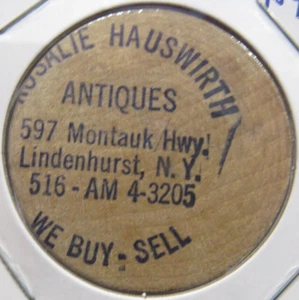 ROSALIE HAUSWIRTH
ANTIQUES
597 Montauk Hwy.
Lindenhurst, N.Y.
516 - AM 4-3205
WE BUY - SELL